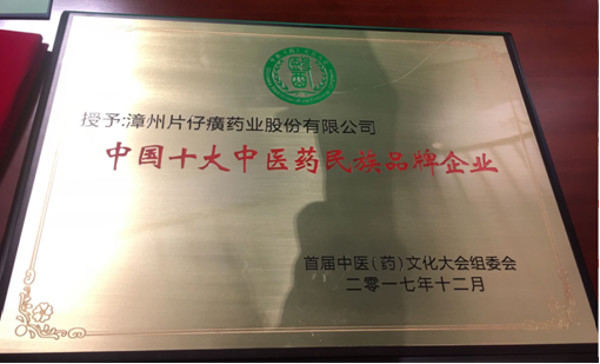 授予:漳州片仔癀药业股份有限公司
中国十大中医药民族品牌企业
首届中医(药)文化大会组委会
二零一七年十二月